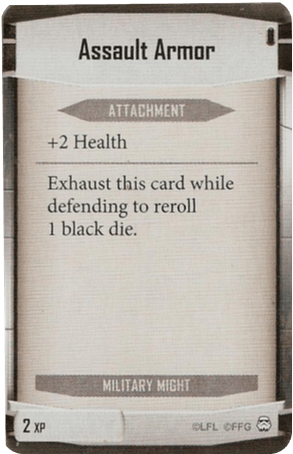 Assault Armor
ATTACHMENT
+2 Health
Exhaust this card while
defending to reroll
1 black die.
MILITARY MIGHT
2 XP
©LFL ©FFG